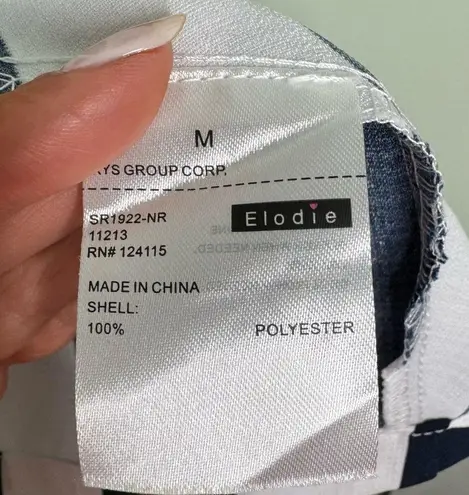 M
YS GROUP CORP.
SR1922-NR
Elodie
11213
RN# 124115
MADE IN CHINA
SHELL:
100% POLYESTER